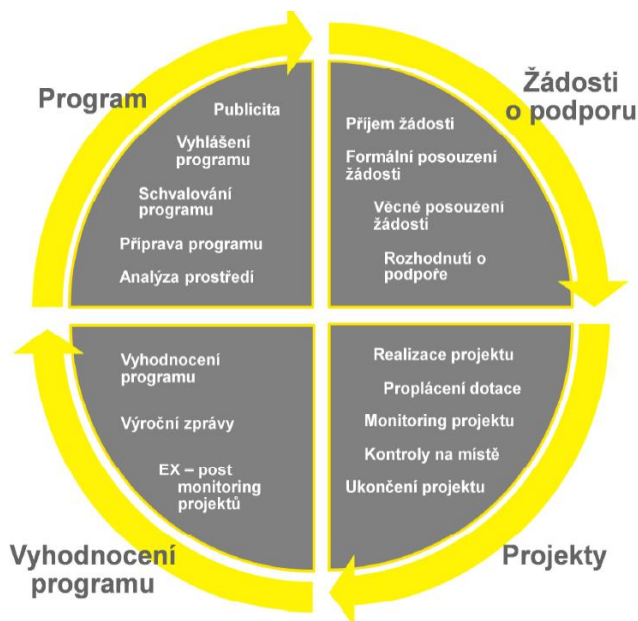 Program
Publicita
Vyhlášení
programu
Schvalování
programu
Příprava programu
Analýza prostředí
Žádosti
o podporu
Příjem žádosti
Formální posouzení
žádosti
Věcné posouzení
žádosti
Rozhodnutí o
podpoře
Realizace projektu
Proplácení dotace
Monitoring projektu
Kontroly na místě
Ukončení projektu
Projekty
Vyhodnocení
programu
Výroční zprávy
EX – post
monitoring
projektů
Vyhodnocení
programu